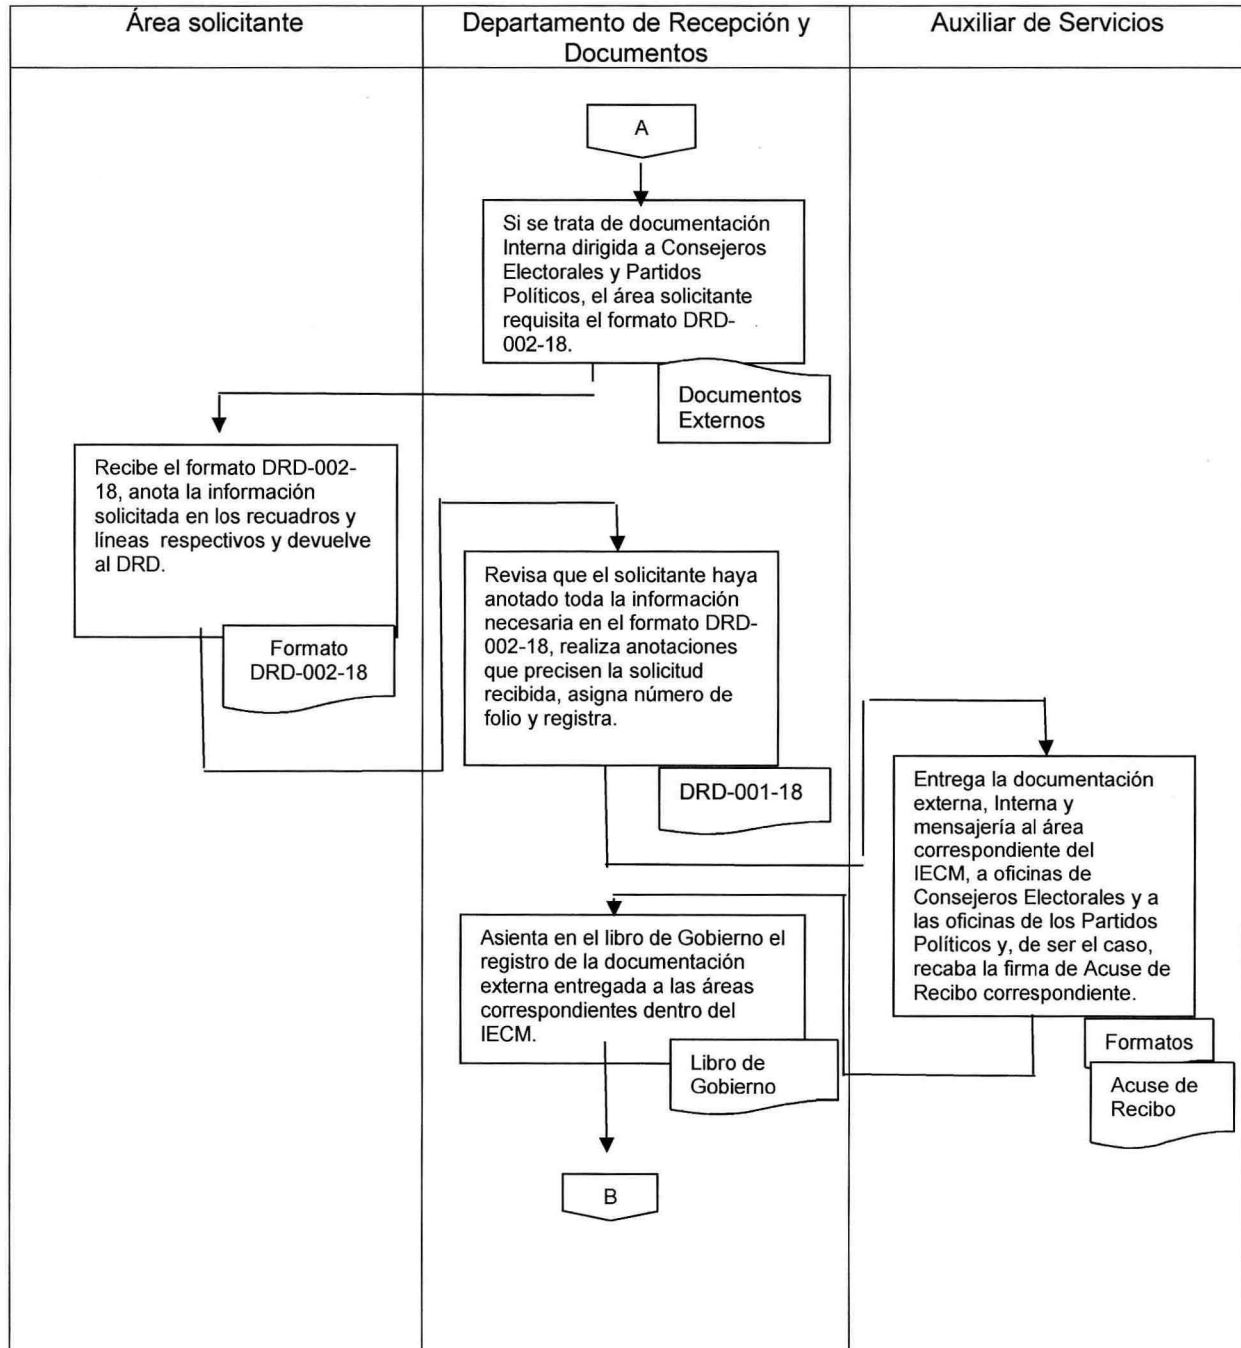 Área solicitante
Departamento de Recepción y
Documentos
Auxiliar de Servicios
A
Si se trata de documentación
Interna dirigida a Consejeros
Electorales y Partidos
Políticos, el área solicitante
requisita el formato DRD-
002-18.
Documentos
Externos
Recibe el formato DRD-002-
18, anota la información
solicitada en los recuadros y
líneas respectivos y devuelve
al DRD.
Formato
DRD-002-18
Revisa que el solicitante haya
anotado toda la información
necesaria en el formato DRD-
002-18, realiza anotaciones
que precisen la solicitud
recibida, asigna número de
folio y registra.
DRD-001-18
Entrega la documentación
externa, Interna y
mensajería al área
correspondiente del
IECM, a oficinas de
Consejeros Electorales y a
las oficinas de los Partidos
Políticos y, de ser el caso,
recaba la firma de Acuse de
Recibo correspondiente.
Formatos
Acuse de
Recibo
Asienta en el libro de Gobierno el
registro de la documentación
externa entregada a las áreas
correspondientes dentro del
IECM.
Libro de
Gobierno
B